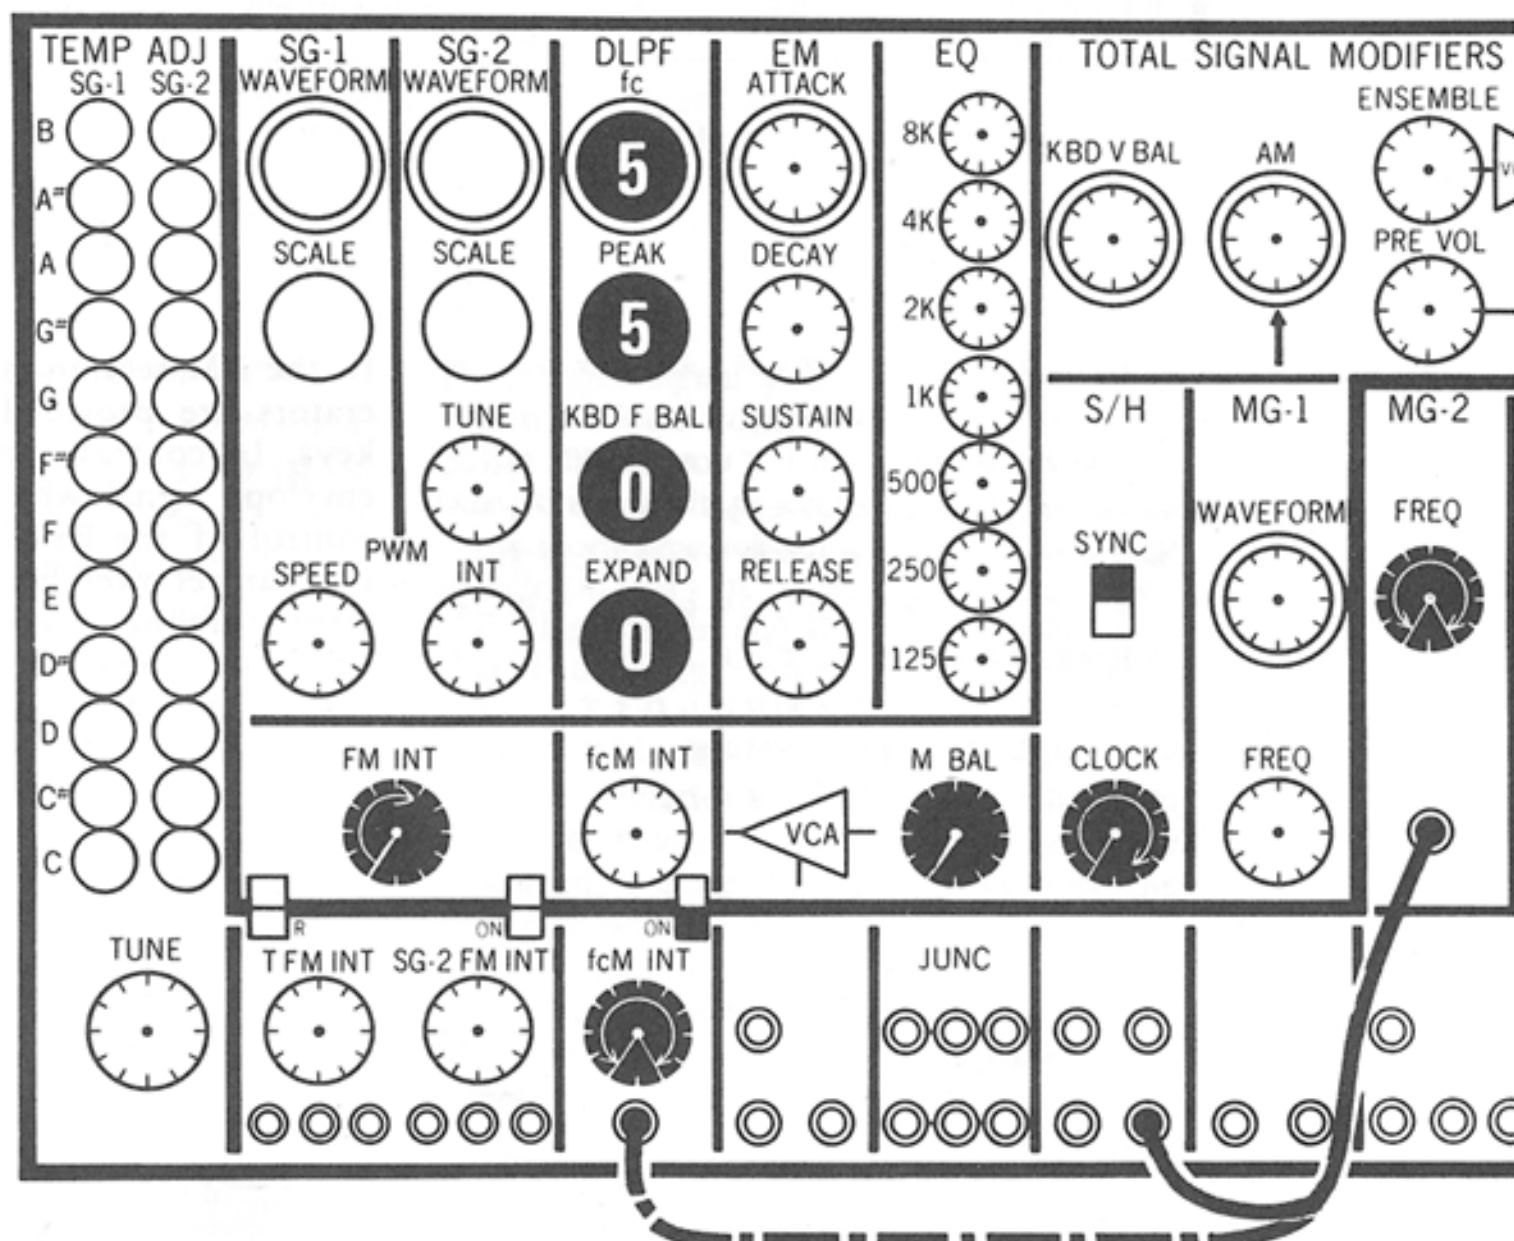 TEMP ADJ SG-1 SG-2 DLPF EM EQ TOTAL SIGNAL MODIFIERS
SG-1 SG-2 WAVEFORM WAVEFORM fc ATTACK
ENSEMBLE
B
8K
KBD V BAL AM
5
A#
4K
PRE VOL
SCALE SCALE PEAK DECAY
A
2K
G#
5
1K
G
TUNE KBD F BAL SUSTAIN
S/H MG-1 MG-2
F#
0
500
WAVEFORM FREQ
F
PWM
SYNC
SPEED INT EXPAND RELEASE
250
E
0
125
D#
D
FM INT fcM INT M BAL CLOCK FREQ
C#
VCA
C
R ON ON
TUNE
T FM INT SG-2 FM INT fcM INT JUNC